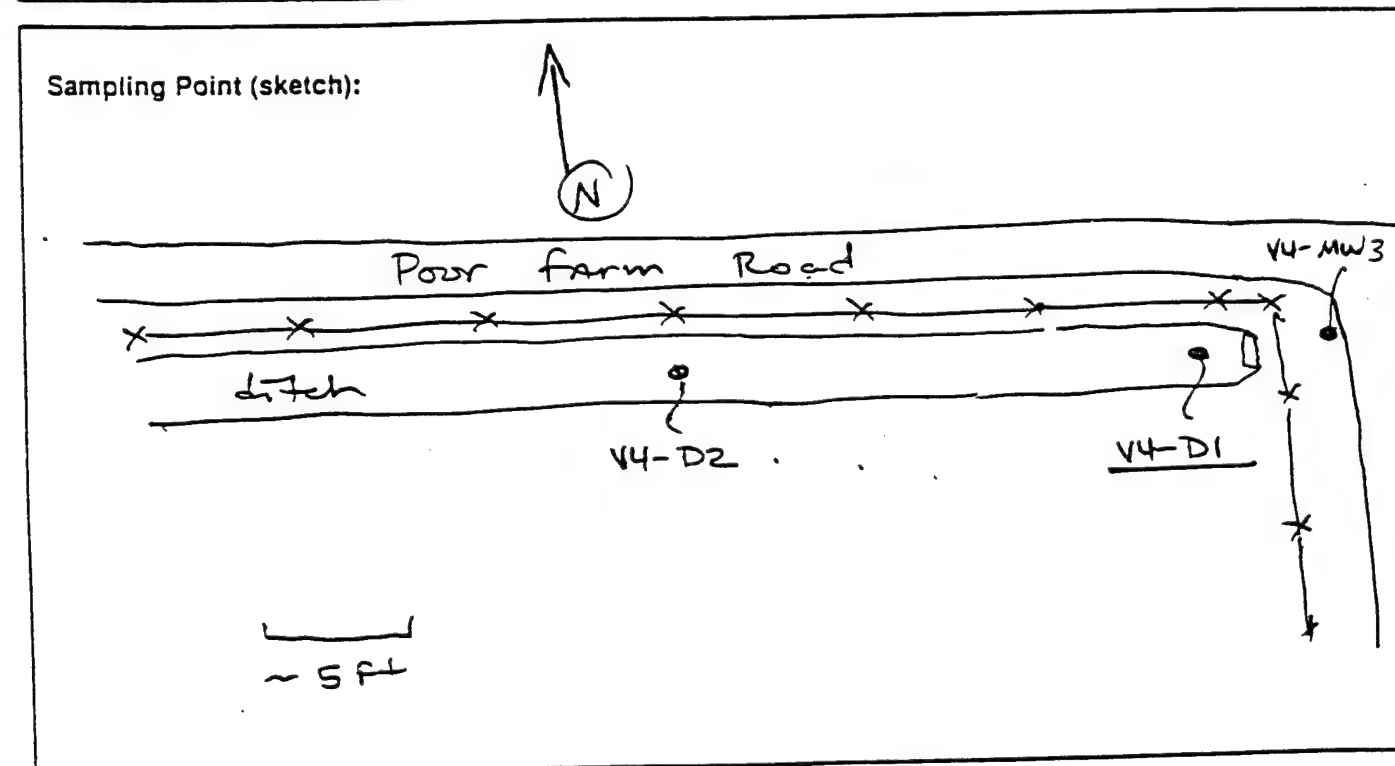 Sampling Point (sketch):
N
Poor Farm Road
V4-MW3
ditch
V4-D2
V4-D1
~ 5 ft